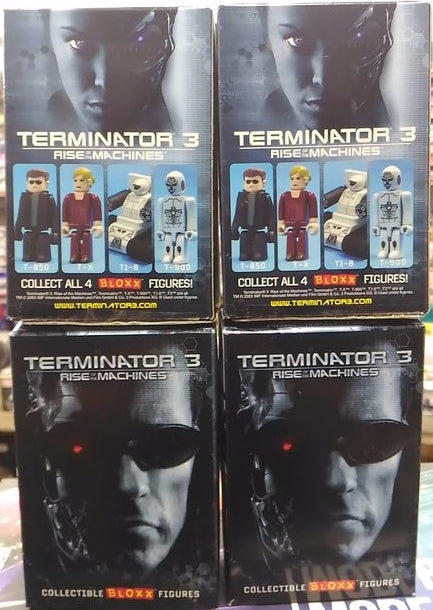 TERMINATOR 3
RISE OF THE MACHINES
T-850 T-X T1-8 T-900
COLLECT ALL 4 BLOXX FIGURES!
WWW.TERMINATOR3.COM
TERMINATOR 3
RISE OF THE MACHINES
T-850 T-X T1-8 T-900
COLLECT ALL 4 BLOXX FIGURES!
WWW.TERMINATOR3.COM
TERMINATOR 3
RISE OF THE MACHINES
COLLECTIBLE BLOXX FIGURES
TERMINATOR 3
RISE OF THE MACHINES
COLLECTIBLE BLOXX FIGURES